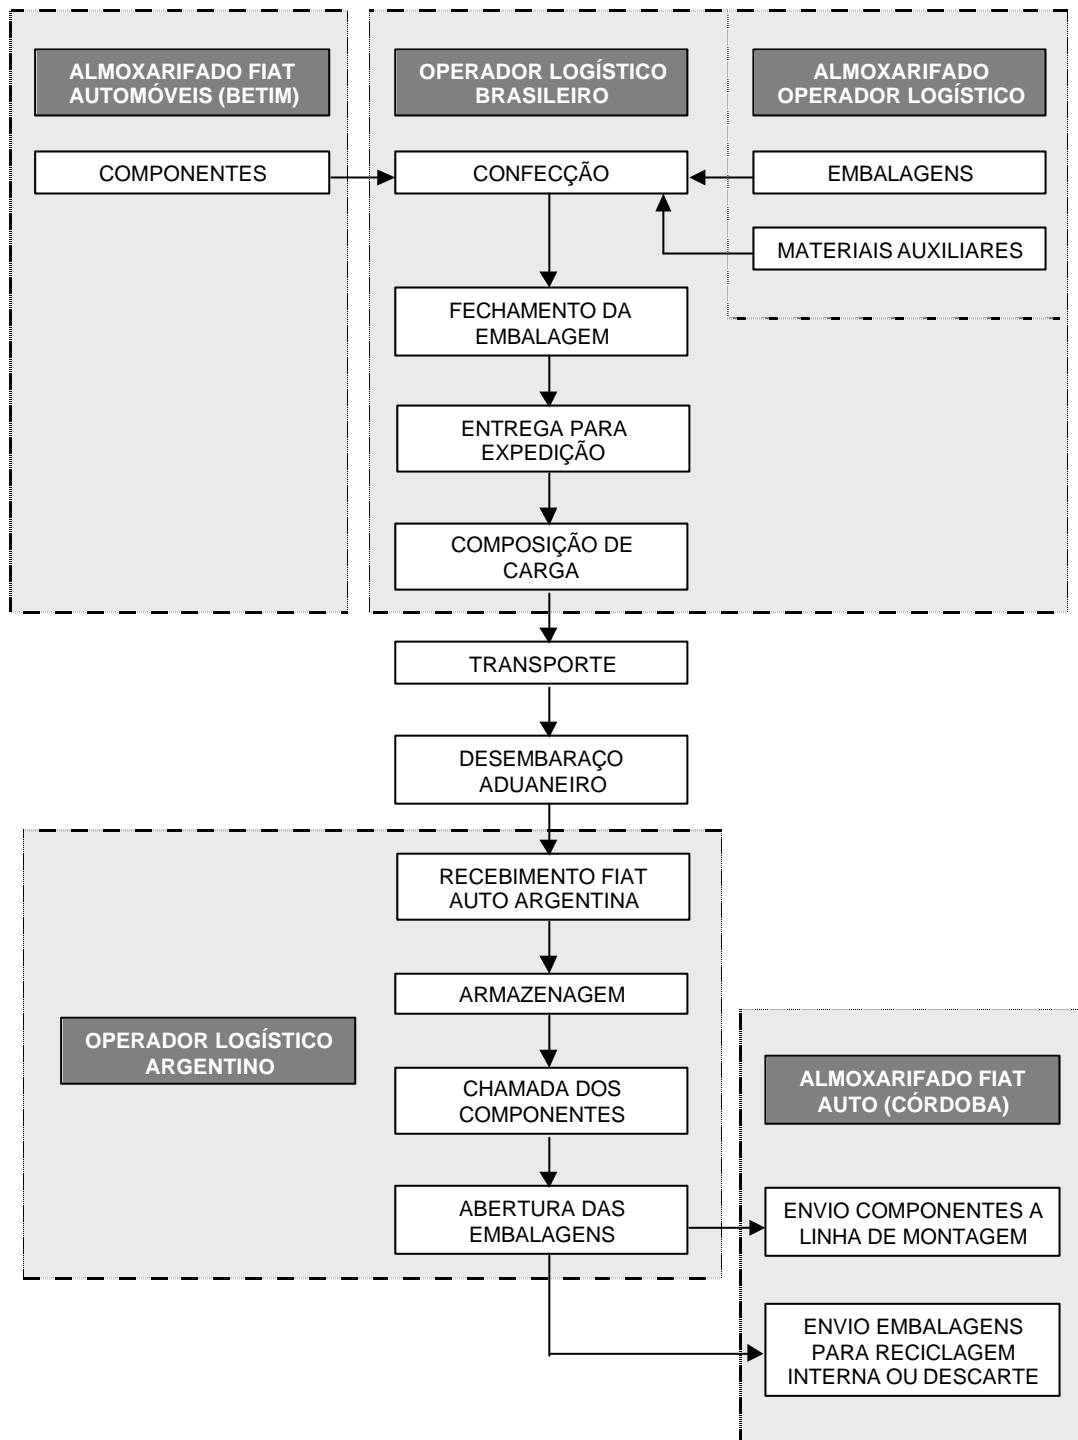 ALMOXARIFADO FIAT
AUTOMÓVEIS (BETIM)
OPERADOR LOGÍSTICO
BRASILEIRO
ALMOXARIFADO
OPERADOR LOGÍSTICO
COMPONENTES
CONFECÇÃO
EMBALAGENS
MATERIAIS AUXILIARES
FECHAMENTO DA
EMBALAGEM
ENTREGA PARA
EXPEDIÇÃO
COMPOSIÇÃO DE
CARGA
TRANSPORTE
DESEMBARAÇO
ADUANEIRO
RECEBIMENTO FIAT
AUTO ARGENTINA
ARMAZENAGEM
OPERADOR LOGÍSTICO
ARGENTINO
CHAMADA DOS
COMPONENTES
ALMOXARIFADO FIAT
AUTO (CÓRDOBA)
ABERTURA DAS
EMBALAGENS
ENVIO COMPONENTES A
LINHA DE MONTAGEM
ENVIO EMBALAGENS
PARA RECICLAGEM
INTERNA OU DESCARTE